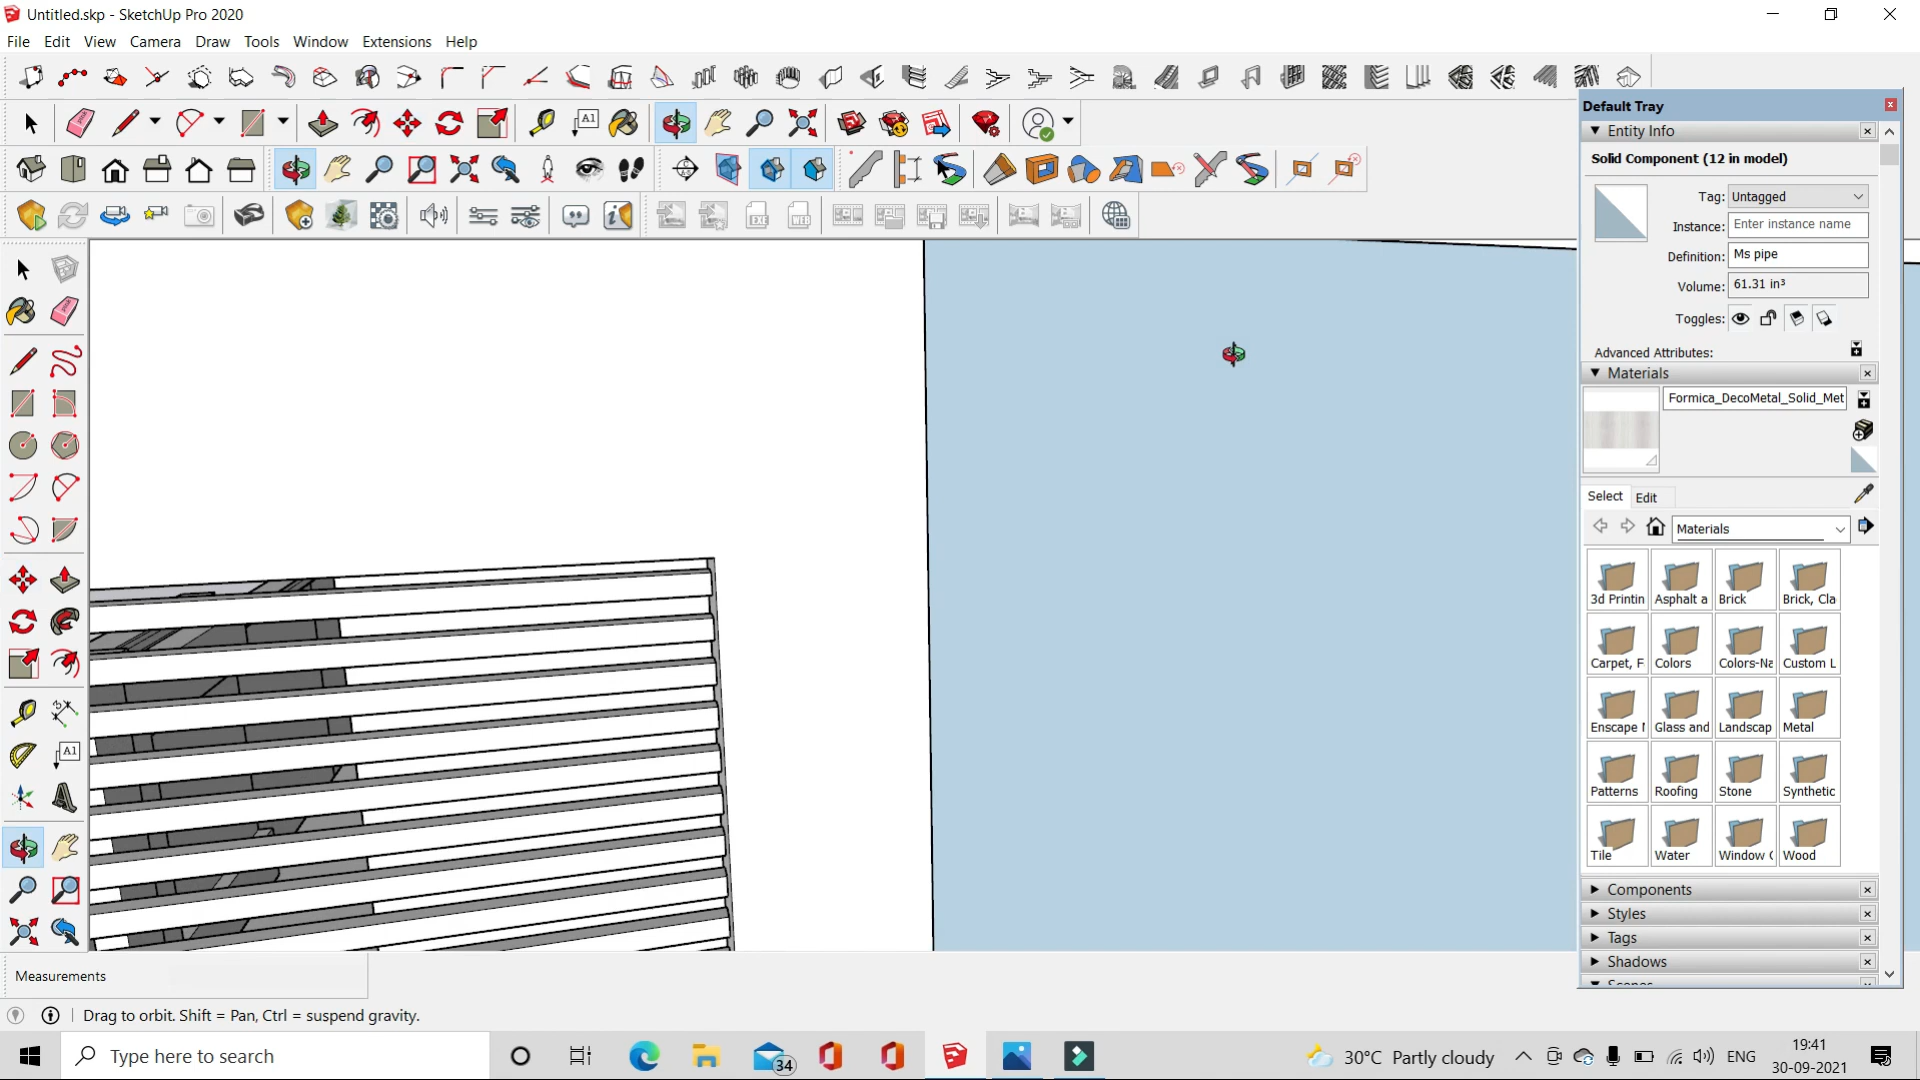 Untitled.skp - SketchUp Pro 2020
File Edit View Camera Draw Tools Window Extensions Help
Default Tray
Entity Info
Solid Component (12 in model)
Tag: Untagged
Instance: Enter instance name
Definition: Ms pipe
Volume: 61.31 in³
Toggles:
Advanced Attributes:
Materials
Formica_DecoMetal_Solid_Met
Select Edit
Materials
3d Printin Asphalt a Brick Brick, Cla
Carpet, F Colors Colors-Na Custom L
Enscape M Glass and Landscap Metal
Patterns Roofing Stone Synthetic
Tile Water Window C Wood
Components
Styles
Tags
Shadows
Measurements
Drag to orbit. Shift = Pan, Ctrl = suspend gravity.
Type here to search
34
30°C Partly cloudy
ENG
19:41
30-09-2021